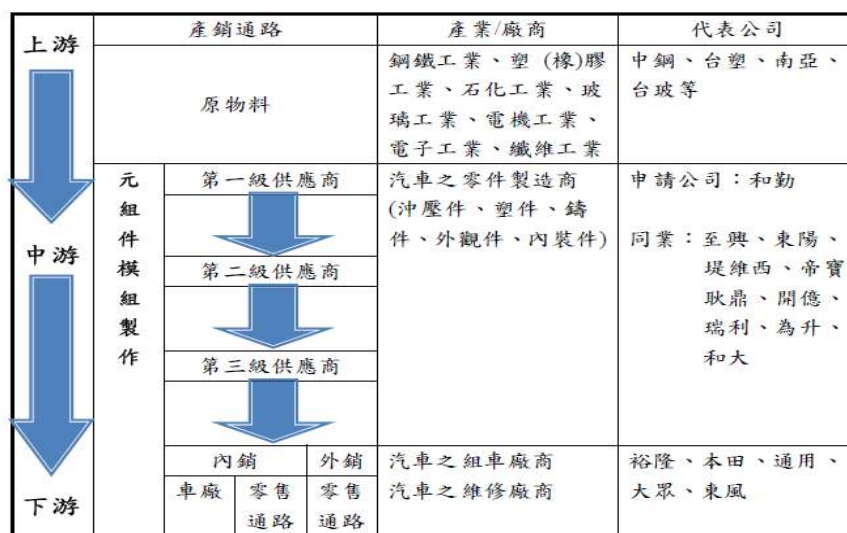 上游
產銷通路
產業/廠商
代表公司
原物料
鋼鐵工業、塑 (橡)膠
工業、石化工業、玻
璃工業、電機工業、
電子工業、纖維工業
中鋼、台塑、南亞、
台玻等
中游
元
組
件
模
組
製
作
第一級供應商
第二級供應商
第三級供應商
汽車之零件製造商
(沖壓件、塑件、鑄
件、外觀件、內裝件)
申請公司：和勤
同業：至興、東陽、
堤維西、帝寶
耿鼎、開億、
瑞利、為升、
和大
下游
內銷
外銷
車廠
零售
通路
零售
通路
汽車之組車廠商
汽車之維修廠商
裕隆、本田、通用、
大眾、東風